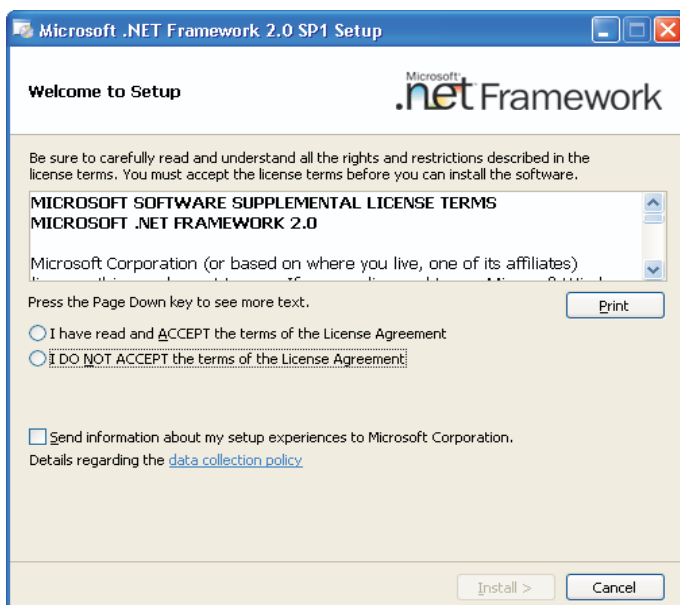 Microsoft .NET Framework 2.0 SP1 Setup
Welcome to Setup
Microsoft
.net Framework
Be sure to carefully read and understand all the rights and restrictions described in the
license terms. You must accept the license terms before you can install the software.
MICROSOFT SOFTWARE SUPPLEMENTAL LICENSE TERMS
MICROSOFT .NET FRAMEWORK 2.0
Microsoft Corporation (or based on where you live, one of its affiliates)
Press the Page Down key to see more text.
Print
I have read and ACCEPT the terms of the License Agreement
I DO NOT ACCEPT the terms of the License Agreement
Send information about my setup experiences to Microsoft Corporation.
Details regarding the data collection policy
Install >
Cancel